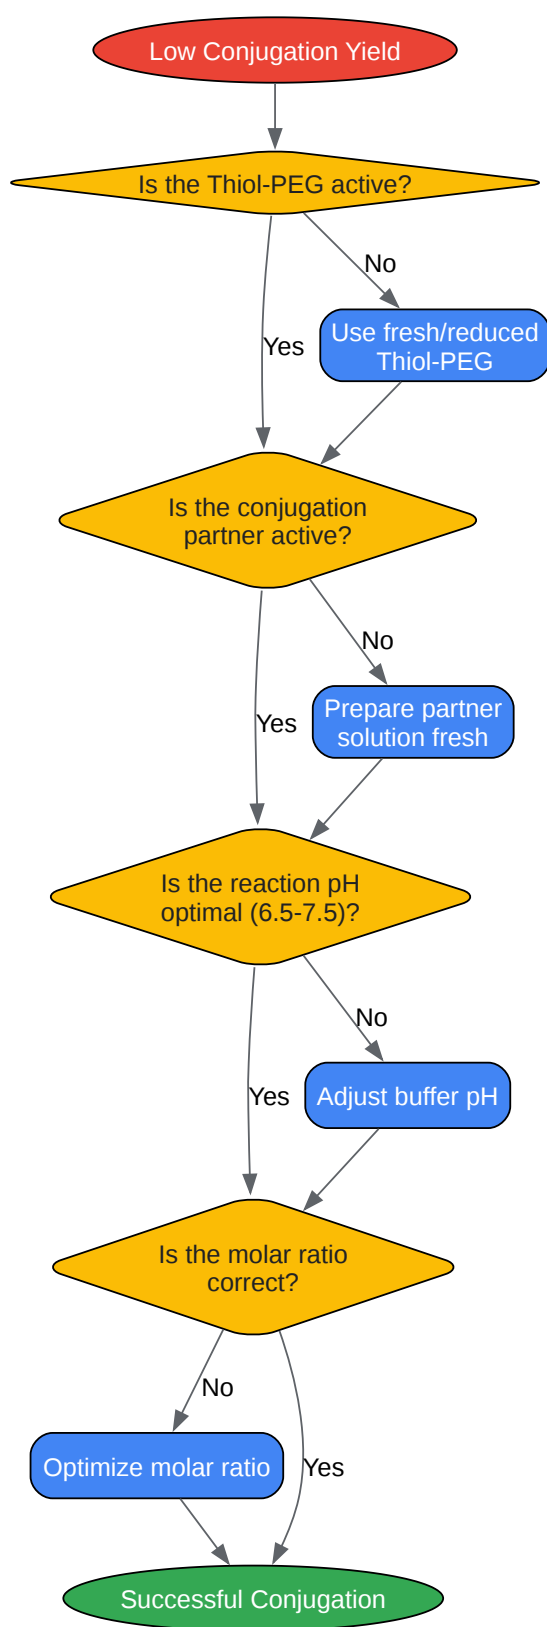 Low Conjugation Yield
Is the Thiol-PEG active?
No
Use fresh/reduced
Thiol-PEG
Yes
Is the conjugation
partner active?
No
Prepare partner
solution fresh
Yes
Is the reaction pH
optimal (6.5-7.5)?
No
Adjust buffer pH
Yes
Is the molar ratio
correct?
No
Optimize molar ratio
Yes
Successful Conjugation